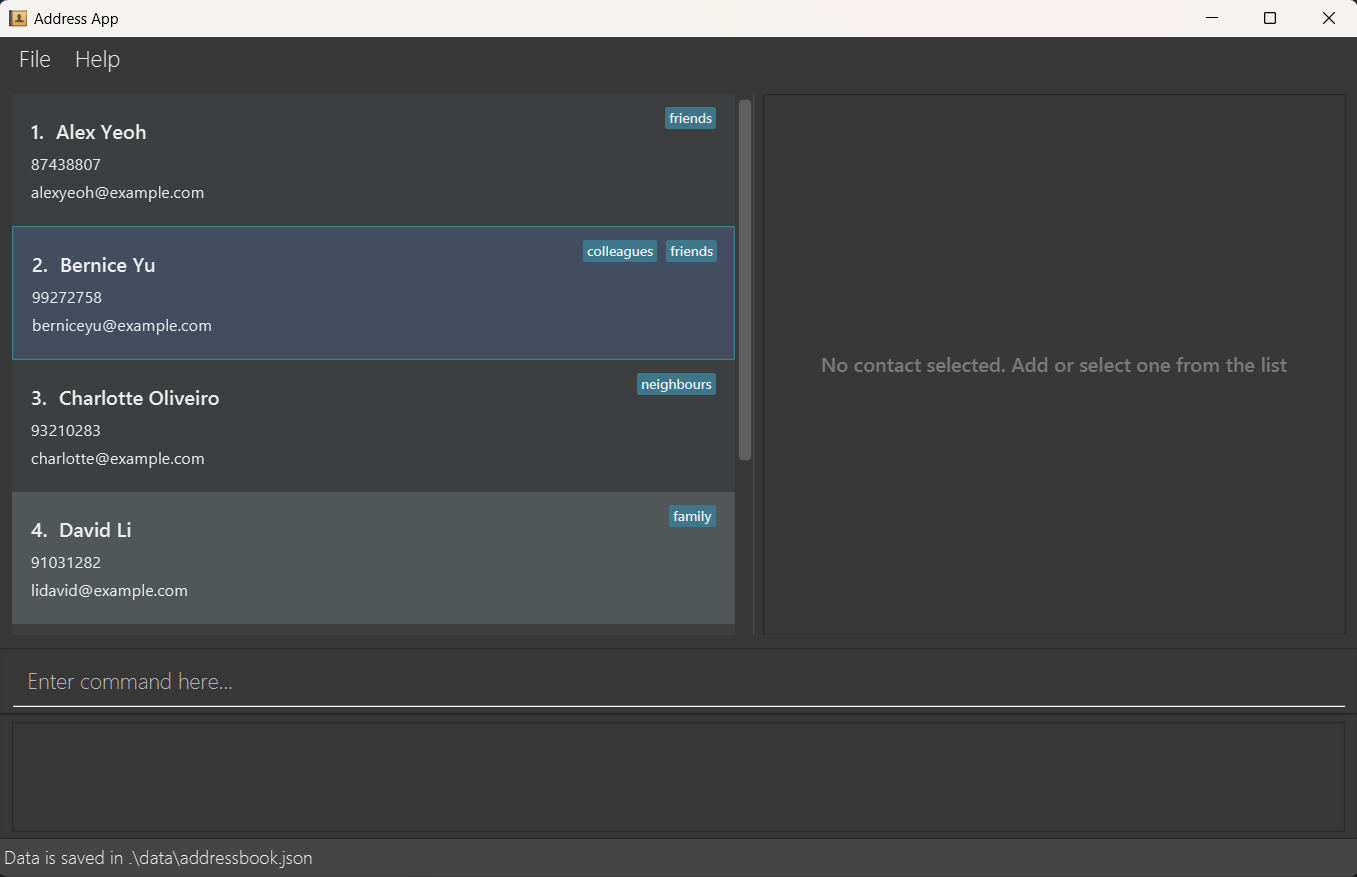 Address App
File Help
1. Alex Yeoh
friends
87438807
alexyeoh@example.com
2. Bernice Yu
colleagues friends
99272758
berniceyu@example.com
3. Charlotte Oliveiro
neighbours
93210283
charlotte@example.com
4. David Li
family
91031282
lidavid@example.com
No contact selected. Add or select one from the list
Enter command here...
Data is saved in .\data\addressbook.json